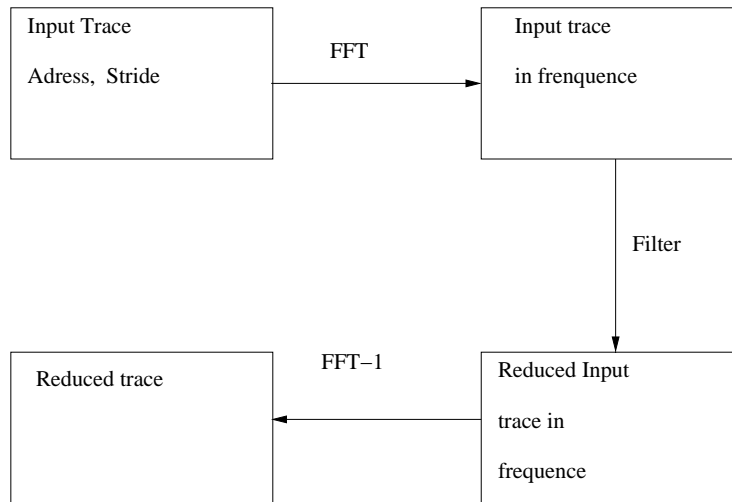 Input Trace
Adress, Stride
FFT
Input trace
in frenquence
Filter
FFT−1
Reduced trace
Reduced Input
trace in
frequence